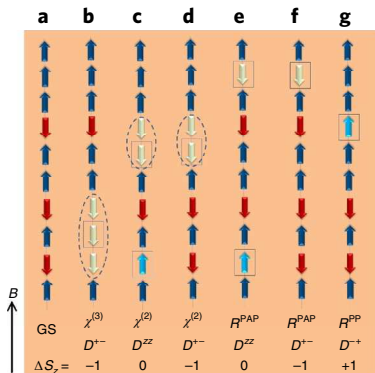 a b c d e f g
B
GS χ(3) χ(2) χ(2) RPAP RPAP RPP
D+− Dzz D+− Dzz D+− D−+
ΔSz = −1 0 −1 0 −1 +1